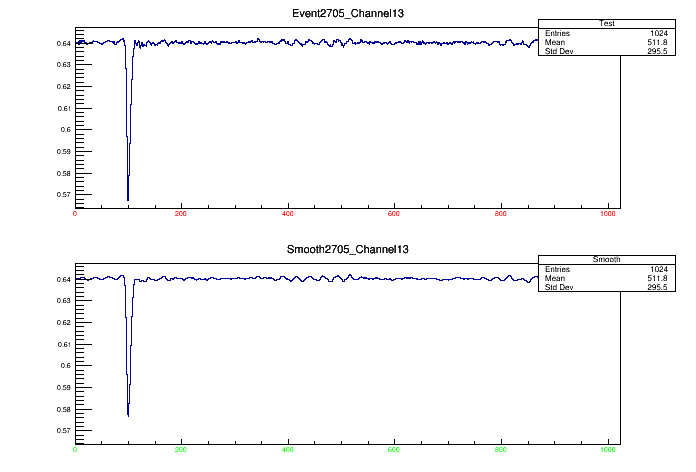 Event2705_Channel13
Test
Entries 1024
Mean 511.8
Std Dev 295.5
0.64
0.63
0.62
0.61
0.6
0.59
0.58
0.57
0 200 400 600 800 1000
Smooth2705_Channel13
Smooth
Entries 1024
Mean 511.8
Std Dev 295.5
0.64
0.63
0.62
0.61
0.6
0.59
0.58
0.57
0 200 400 600 800 1000